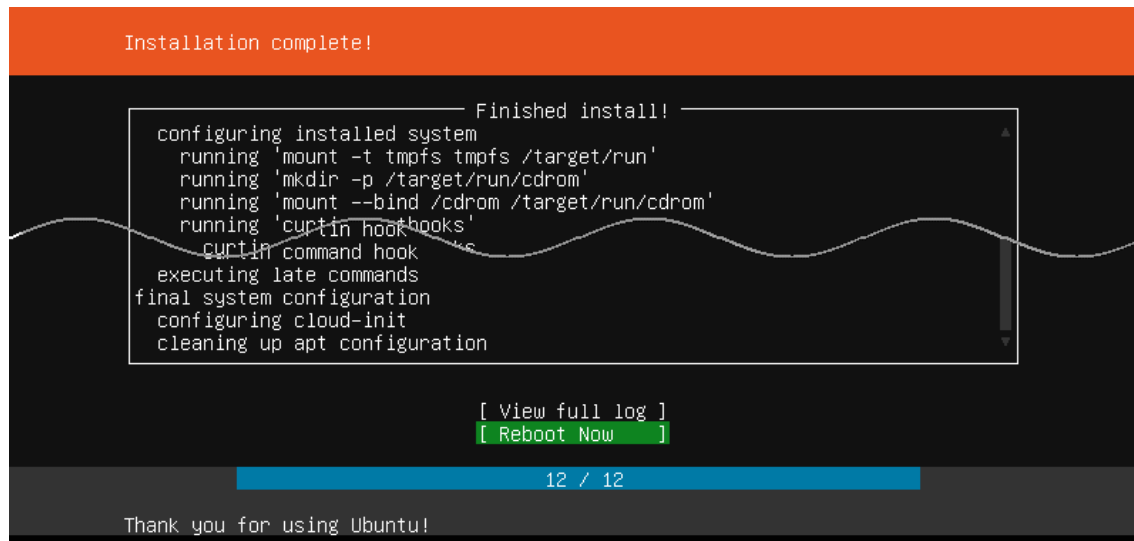 Installation complete!
Finished install!
configuring installed system
running 'mount -t tmpfs tmpfs /target/run'
running 'mkdir -p /target/run/cdrom'
running 'mount --bind /cdrom /target/run/cdrom'
running 'curtin hook hooks'
curtin command hook
executing late commands
final system configuration
configuring cloud-init
cleaning up apt configuration
[ View full log ]
[ Reboot Now ]
12 / 12
Thank you for using Ubuntu!